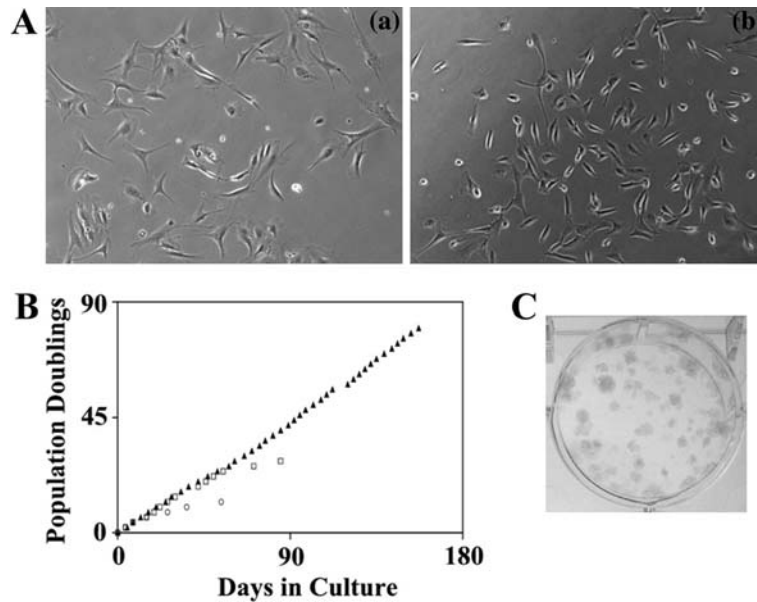 A
(a)
(b)
B
Population Doublings
90
45
0
0
90
180
Days in Culture
C